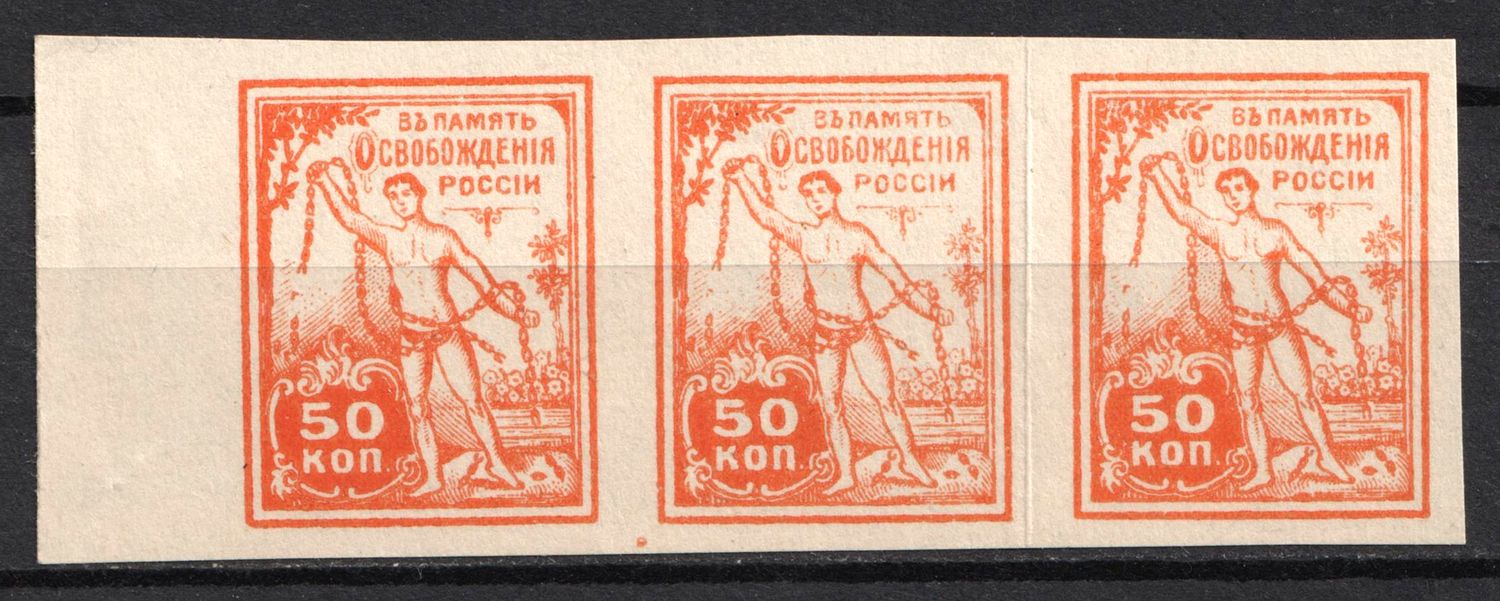 ВЪ ПАМЯТЬ
ОСВОБОЖДЕНІЯ
РОССІИ
50
КОП.
ВЪ ПАМЯТЬ
ОСВОБОЖДЕНІЯ
РОССІИ
50
КОП.
ВЪ ПАМЯТЬ
ОСВОБОЖДЕНІЯ
РОССІИ
50
КОП.